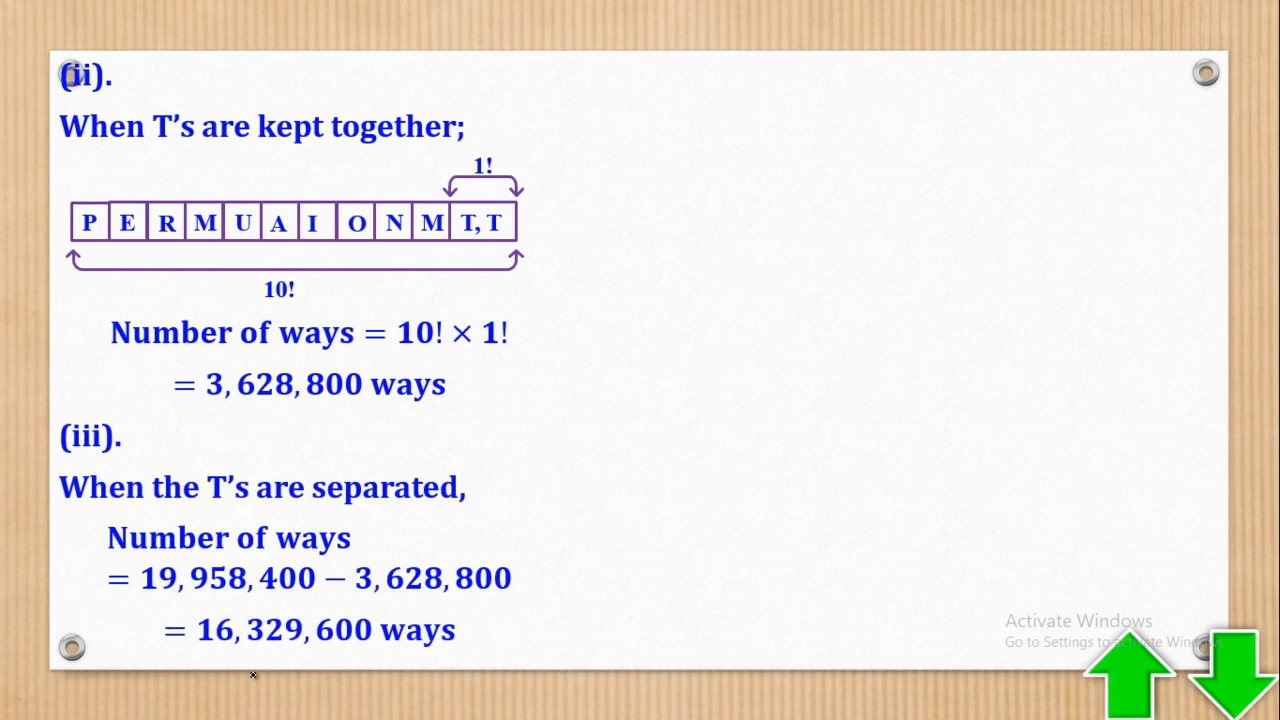 (ii).
When T's are kept together;
1!
P E R M U A I O N M T, T
10!
Number of ways = 10! × 1!
= 3, 628, 800 ways
(iii).
When the T's are separated,
Number of ways
= 19, 958, 400 − 3, 628, 800
= 16, 329, 600 ways
Activate Windows
Go to Settings to activate Windows